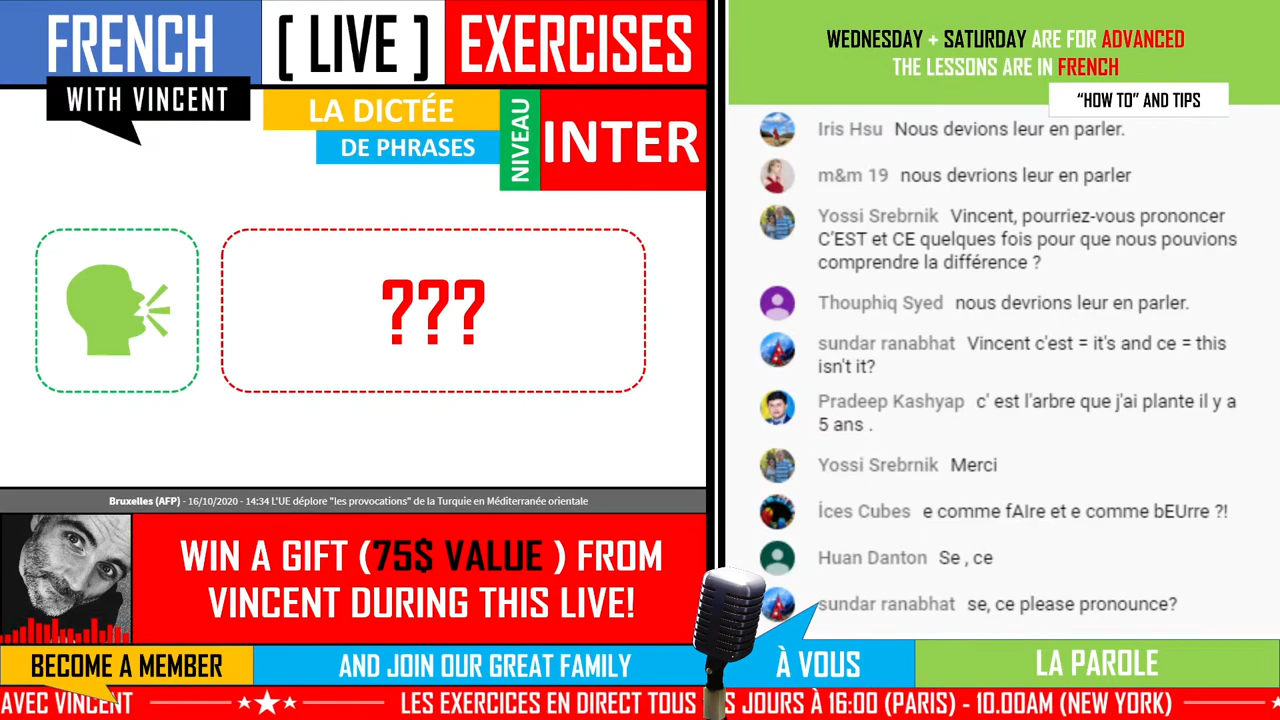 FRENCH
WITH VINCENT
[ LIVE ]
EXERCISES
LA DICTÉE
DE PHRASES
NIVEAU
INTER
???
Bruxelles (AFP) - 16/10/2020 - 14:34 L'UE déplore "les provocations" de la Turquie en Méditerranée orientale
WIN A GIFT (75$ VALUE ) FROM
VINCENT DURING THIS LIVE!
BECOME A MEMBER
AND JOIN OUR GREAT FAMILY
WEDNESDAY + SATURDAY ARE FOR ADVANCED
THE LESSONS ARE IN FRENCH
“HOW TO” AND TIPS
Iris Hsu Nous devions leur en parler.
m&m 19 nous devrions leur en parler
Yossi Srebrnik Vincent, pourriez-vous prononcer
C’EST et CE quelques fois pour que nous pouvions
comprendre la différence ?
Thouphiq Syed nous devrions leur en parler.
sundar ranabhat Vincent c'est = it's and ce = this
isn't it?
Pradeep Kashyap c' est l'arbre que j'ai plante il y a
5 ans .
Yossi Srebrnik Merci
İces Cubes e comme fAIre et e comme bEUrre ?!
Huan Danton Se , ce
sundar ranabhat se, ce please pronounce?
À VOUS
LA PAROLE
AVEC VINCENT
LES EXERCICES EN DIRECT TOUS S JOURS À 16:00 (PARIS) - 10.00AM (NEW YORK)